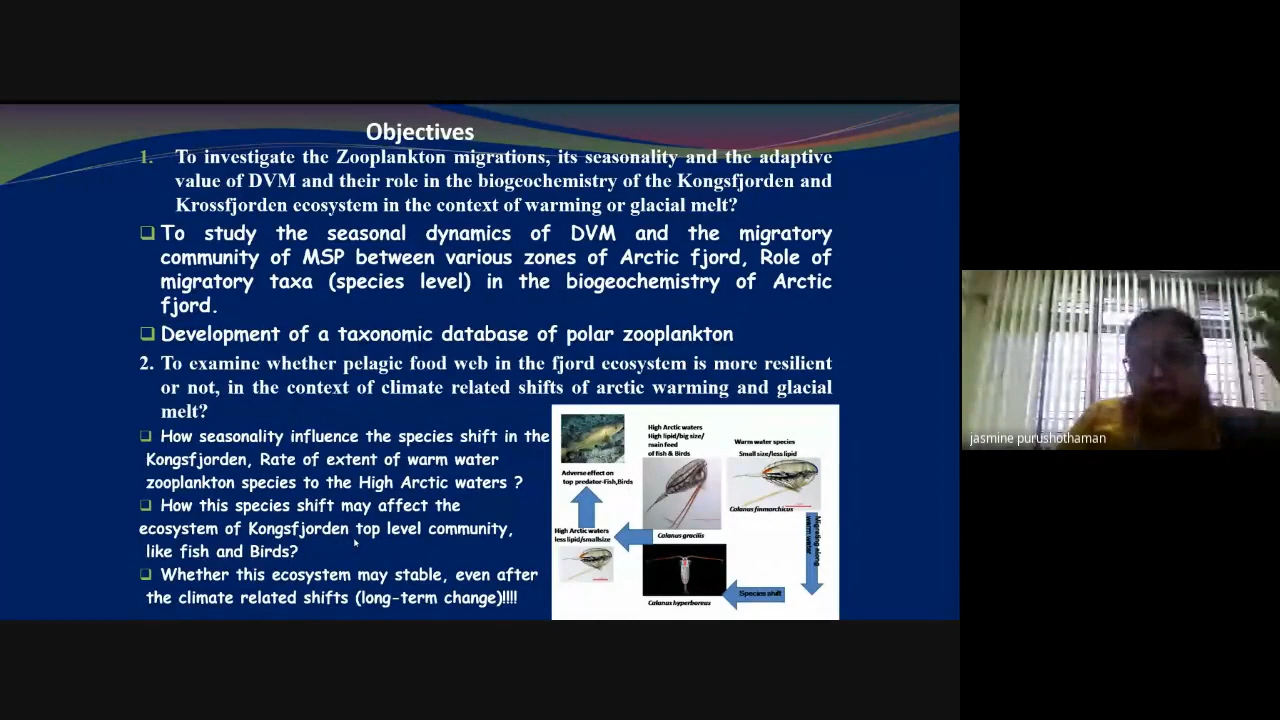 Objectives
1. To investigate the Zooplankton migrations, its seasonality and the adaptive
value of DVM and their role in the biogeochemistry of the Kongsfjorden and
Krossfjorden ecosystem in the context of warming or glacial melt?
To study the seasonal dynamics of DVM and the migratory
community of MSP between various zones of Arctic fjord, Role of
migratory taxa (species level) in the biogeochemistry of Arctic
fjord.
Development of a taxonomic database of polar zooplankton
2. To examine whether pelagic food web in the fjord ecosystem is more resilient
or not, in the context of climate related shifts of arctic warming and glacial
melt?
How seasonality influence the species shift in the
Kongsfjorden, Rate of extent of warm water
zooplankton species to the High Arctic waters ?
How this species shift may affect the
ecosystem of Kongsfjorden top level community,
like fish and Birds?
Whether this ecosystem may stable, even after
the climate related shifts (long-term change)!!!!
High Arctic waters
High lipid/big size/
main feed
of fish & Birds
Warm water species
Small size/less lipid
Adverse effect on
top predator-Fish,Birds
Calanus finmarchicus
High Arctic waters
less lipid/smallsize
Calanus gracilis
Migrating along
warm water
Species shift
Calanus hyperboreus
jasmine purushothaman